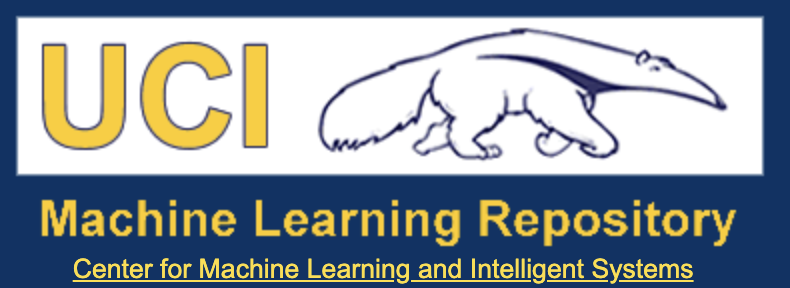 UCI
Machine Learning Repository
Center for Machine Learning and Intelligent Systems